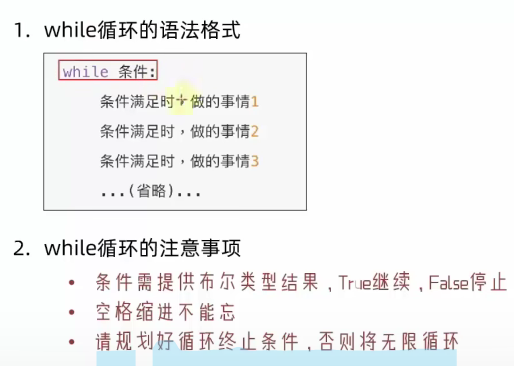 1. while循环的语法格式
while 条件:
条件满足时，做的事情1
条件满足时，做的事情2
条件满足时，做的事情3
...(省略)...
2. while循环的注意事项
• 条件需提供布尔类型结果，True继续，False停止
• 空格缩进不能忘
• 请规划好循环终止条件，否则将无限循环